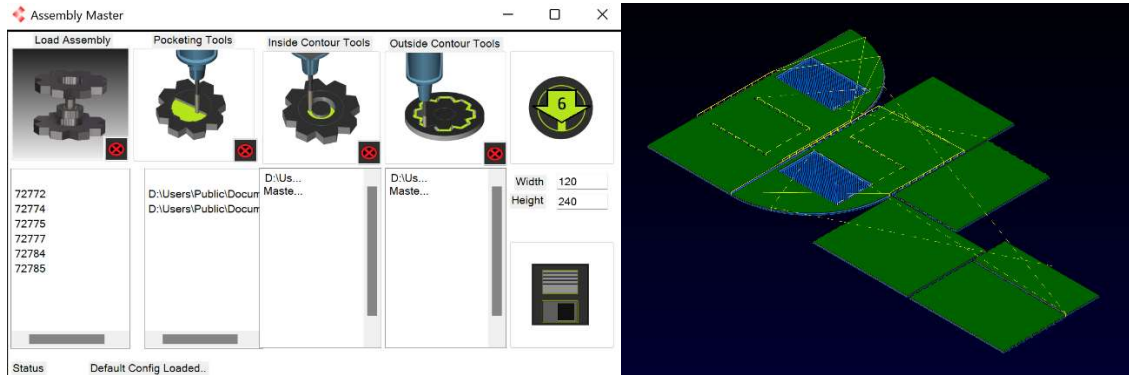 Assembly Master
Load Assembly
Pocketing Tools
Inside Contour Tools
Outside Contour Tools
6
72772
72774
72775
72777
72784
72785
D:\Users\Public\Docum
D:\Users\Public\Docum
D:\Us...
Maste...
D:\Us...
Maste...
Width 120
Height 240
Status Default Config Loaded..